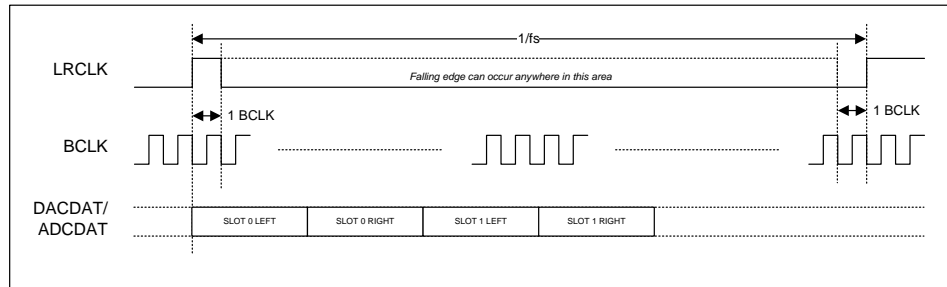 1/fs
LRCLK
Falling edge can occur anywhere in this area
1 BCLK
1 BCLK
BCLK
DACDAT/
ADCDAT
SLOT 0 LEFT
SLOT 0 RIGHT
SLOT 1 LEFT
SLOT 1 RIGHT